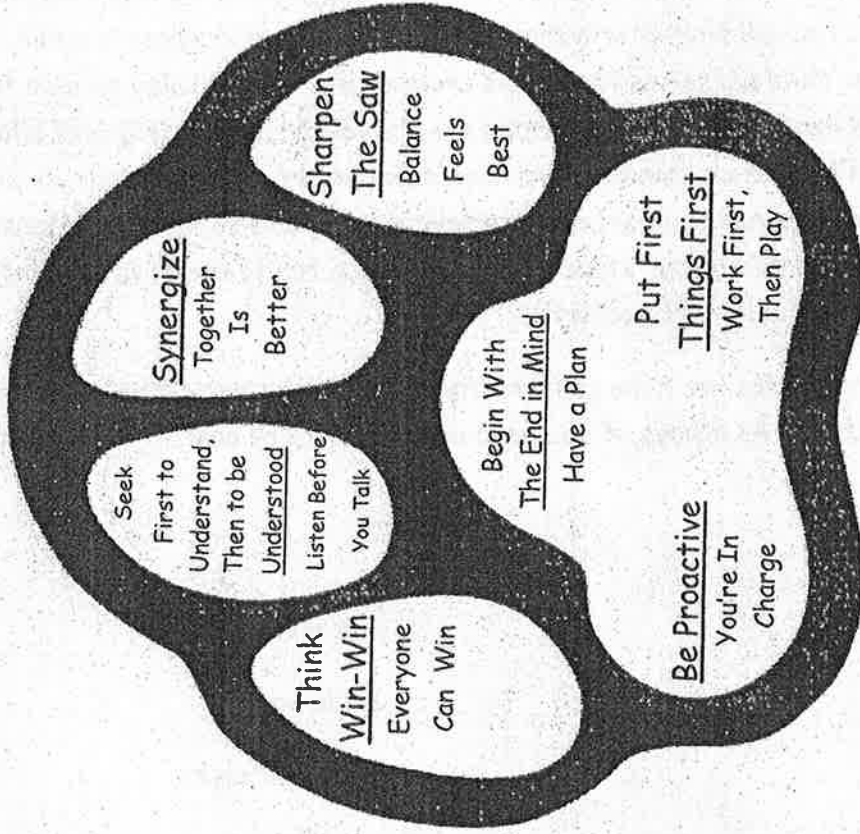 Think
Win-Win
Everyone
Can Win
Seek
First to
Understand
Then to be
Understood
Listen Before
You Talk
Synergize
Together
Is
Better
Sharpen
The Saw
Balance
Feels
Best
Begin With
The End in Mind
Have a Plan
Be Proactive
You're In
Charge
Put First
Things First
Work First,
Then Play